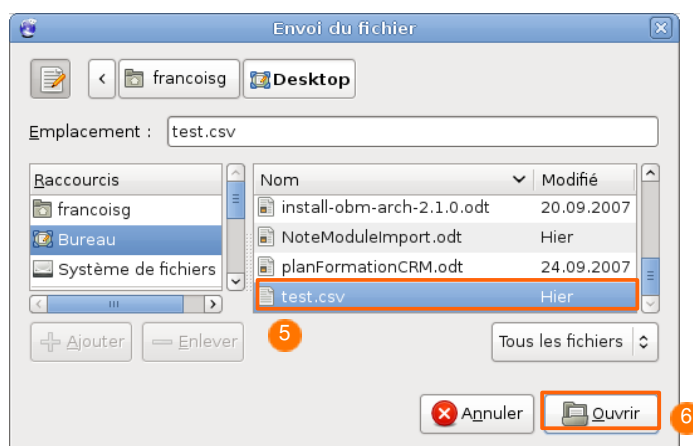 Envoi du fichier
francoisg Desktop
Emplacement : test.csv
Raccourcis
francoisg
Bureau
Système de fichiers
Nom Modifié
install-obm-arch-2.1.0.odt 20.09.2007
NoteModuleImport.odt Hier
planFormationCRM.odt 24.09.2007
test.csv Hier
Ajouter Enlever 5 Tous les fichiers
Annuler Ouvrir 6